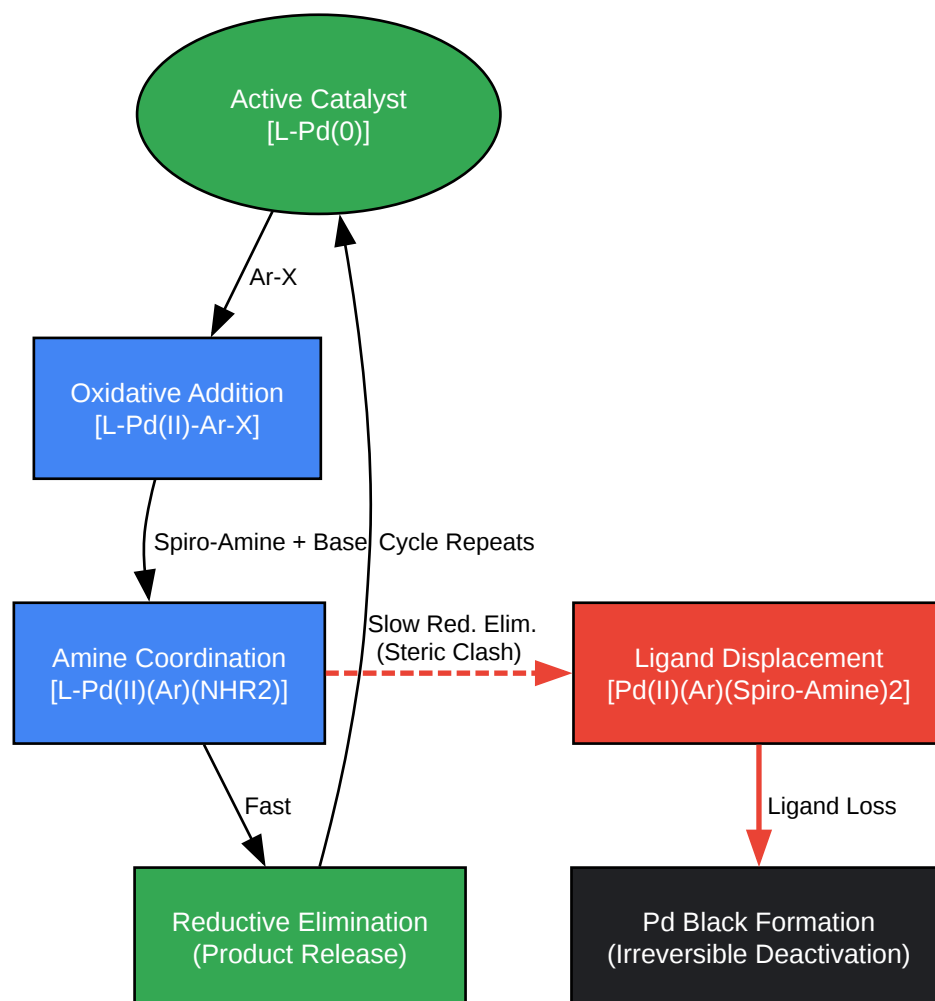 Active Catalyst
[L-Pd(0)]
Ar-X
Oxidative Addition
[L-Pd(II)-Ar-X]
Spiro-Amine + Base
Cycle Repeats
Amine Coordination
[L-Pd(II)(Ar)(NHR2)]
Slow Red. Elim.
(Steric Clash)
Ligand Displacement
[Pd(II)(Ar)(Spiro-Amine)2]
Fast
Ligand Loss
Reductive Elimination
(Product Release)
Pd Black Formation
(Irreversible Deactivation)